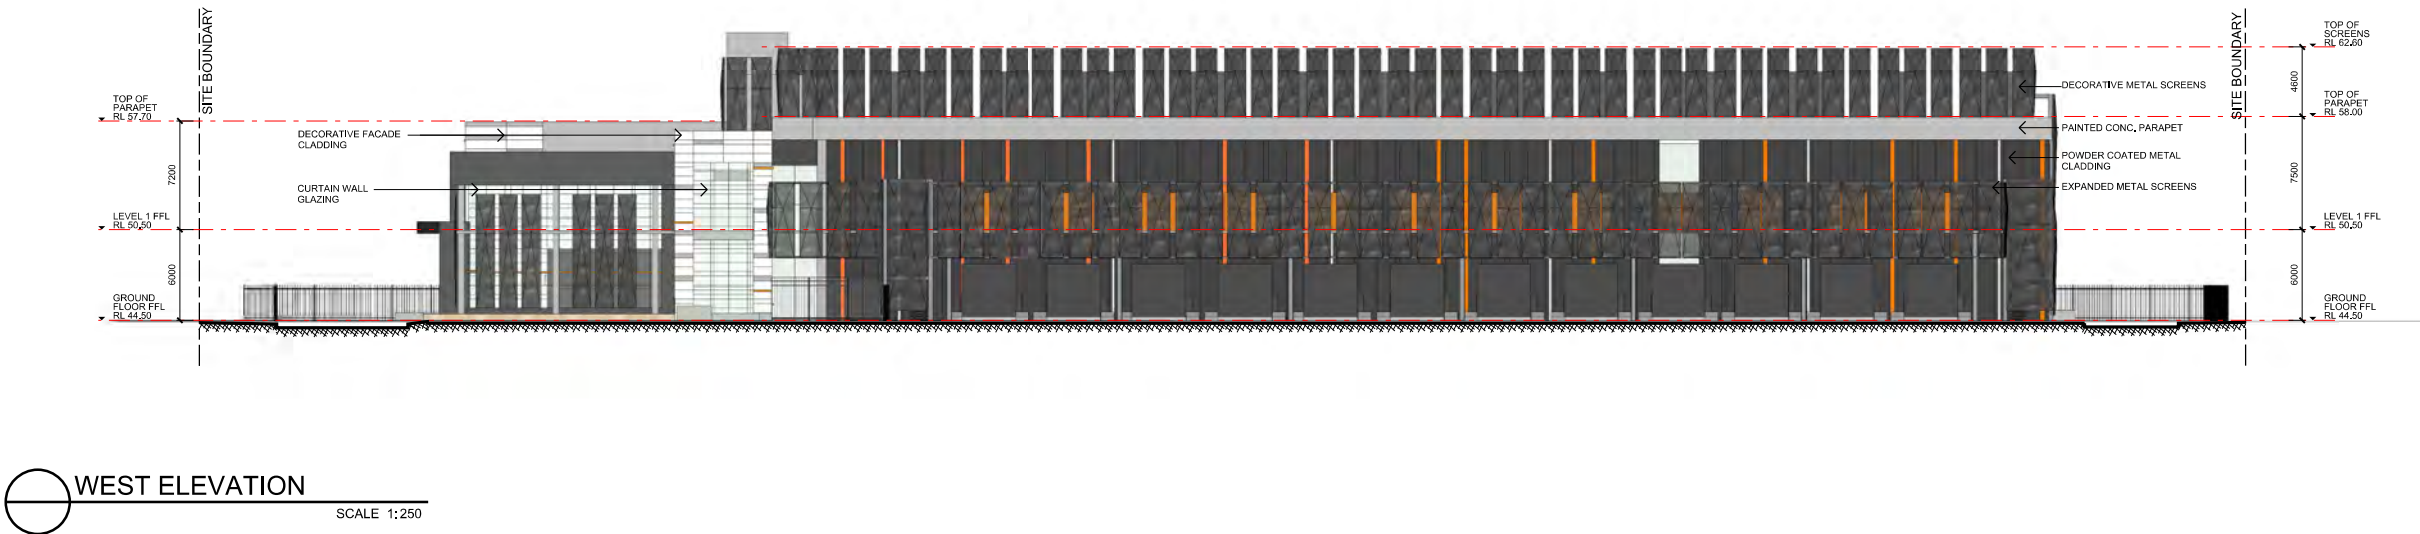 SITE BOUNDARY
TOP OF
PARAPET
RL 57.70
7200
LEVEL 1 FFL
RL 50.50
6000
GROUND
FLOOR FFL
RL 44.50
DECORATIVE FACADE
CLADDING
CURTAIN WALL
GLAZING
DECORATIVE METAL SCREENS
PAINTED CONC. PARAPET
POWDER COATED METAL
CLADDING
EXPANDED METAL SCREENS
SITE BOUNDARY
TOP OF
SCREENS
RL 62.60
4600
TOP OF
PARAPET
RL 58.00
7500
LEVEL 1 FFL
RL 50.50
6000
GROUND
FLOOR FFL
RL 44.50
WEST ELEVATION
SCALE 1:250